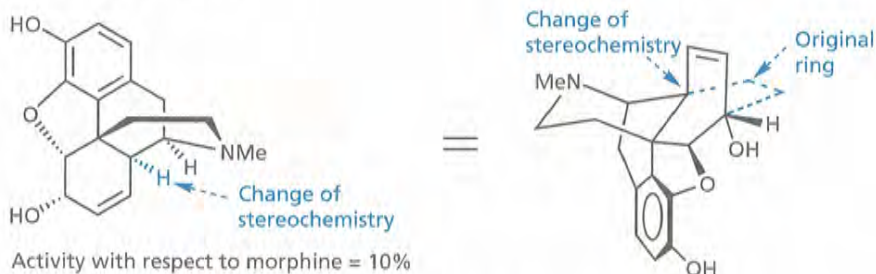 HO
O
HO
H
H
NMe
Change of
stereochemistry
Activity with respect to morphine = 10%
Change of
stereochemistry
Original
ring
MeN
H
OH
O
OH